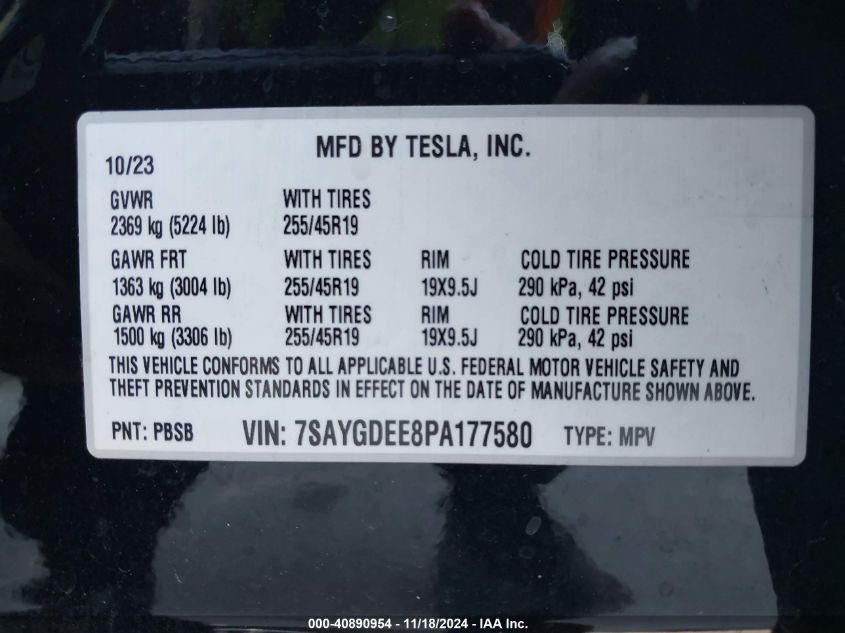 MFD BY TESLA, INC.
10/23
GVWR WITH TIRES
2369 kg (5224 lb) 255/45R19
GAWR FRT WITH TIRES RIM COLD TIRE PRESSURE
1363 kg (3004 lb) 255/45R19 19X9.5J 290 kPa, 42 psi
GAWR RR WITH TIRES RIM COLD TIRE PRESSURE
1500 kg (3306 lb) 255/45R19 19X9.5J 290 kPa, 42 psi
THIS VEHICLE CONFORMS TO ALL APPLICABLE U.S. FEDERAL MOTOR VEHICLE SAFETY AND
THEFT PREVENTION STANDARDS IN EFFECT ON THE DATE OF MANUFACTURE SHOWN ABOVE.
PNT: PBSB VIN: 7SAYGDEE8PA177580 TYPE: MPV
000-40890954 - 11/18/2024 - IAA Inc.